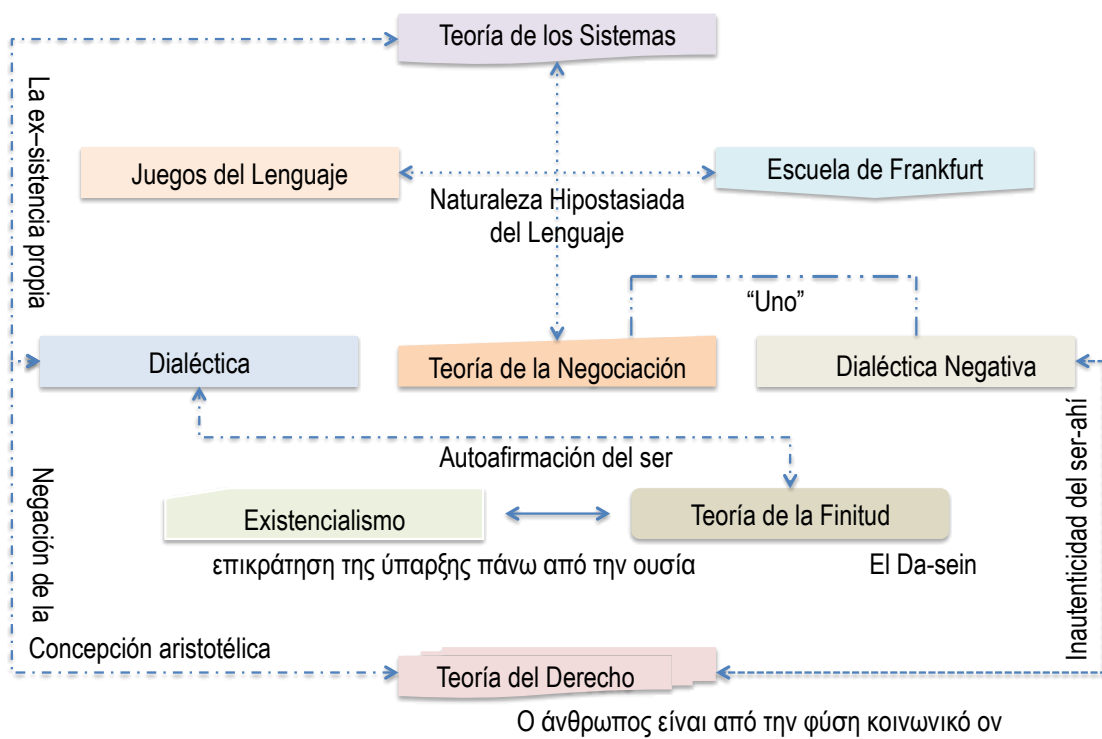 Teoría de los Sistemas
La ex–sistencia propia
Juegos del Lenguaje
Escuela de Frankfurt
Naturaleza Hipostasiada
del Lenguaje
“Uno”
Dialéctica
Teoría de la Negociación
Dialéctica Negativa
Inautenticidad del ser-ahí
Autoafirmación del ser
Negación de la
Existencialismo
Teoría de la Finitud
επικράτηση της ύπαρξης πάνω από την ουσία
El Da-sein
Concepción aristotélica
Teoría del Derecho
Ο άνθρωπος είναι από την φύση κοινωνικό ον